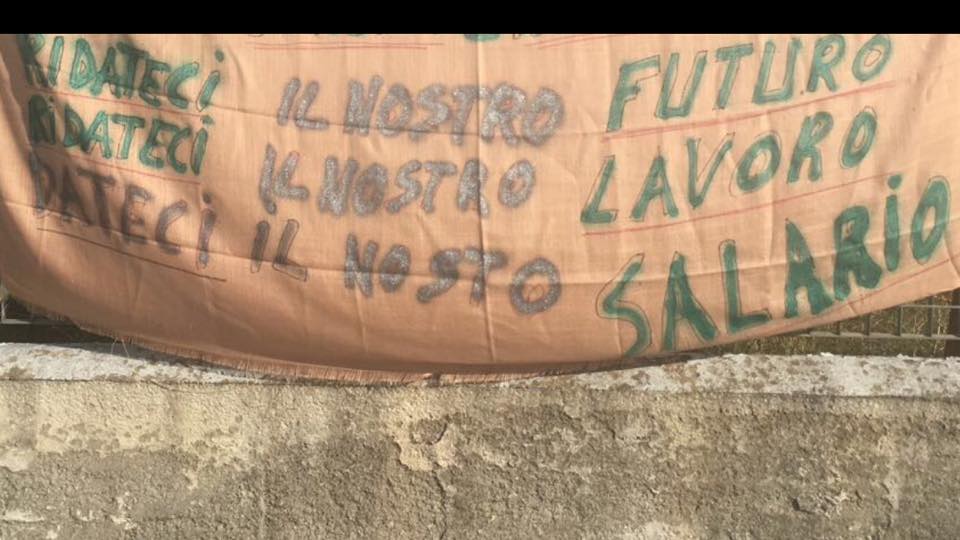 RIDATECI IL NOSTRO FUTURO
RIDATECI IL NOSTRO LAVORO
DATECI IL NOSTO SALARIO